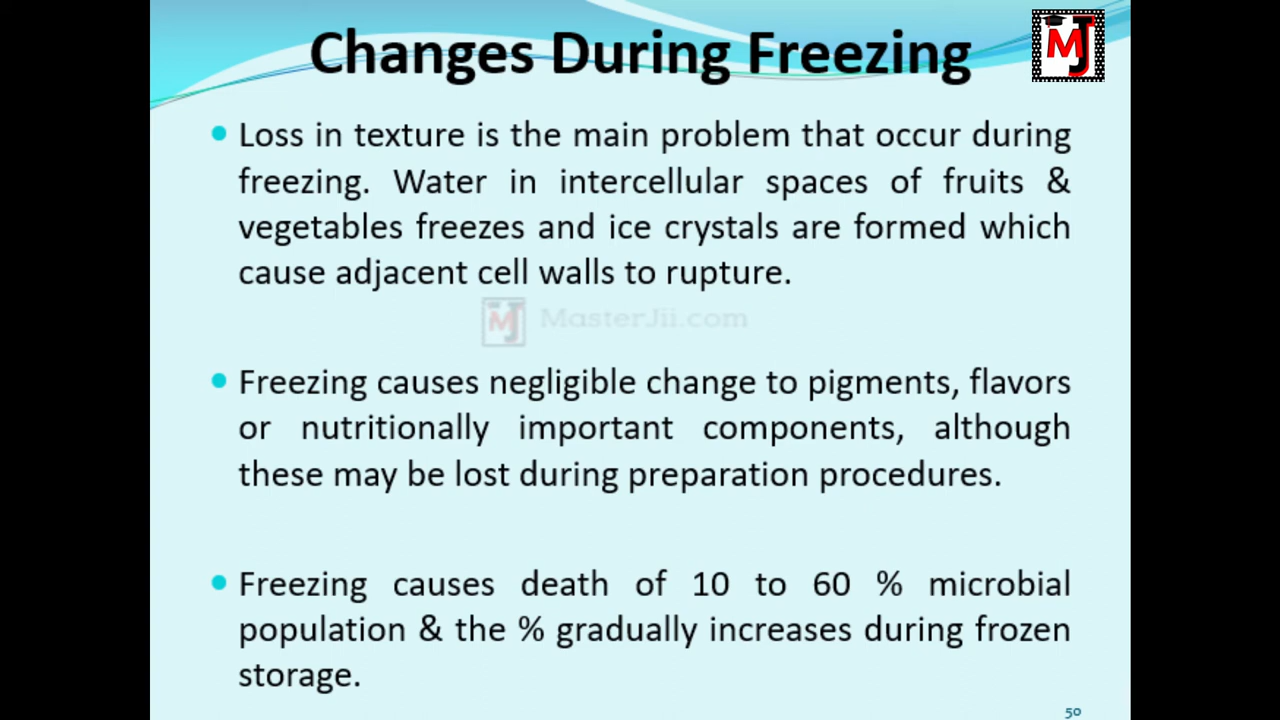 Changes During Freezing
MJ
Loss in texture is the main problem that occur during
freezing. Water in intercellular spaces of fruits &
vegetables freezes and ice crystals are formed which
cause adjacent cell walls to rupture.
MJ MasterJii.com
Freezing causes negligible change to pigments, flavors
or nutritionally important components, although
these may be lost during preparation procedures.
Freezing causes death of 10 to 60 % microbial
population & the % gradually increases during frozen
storage.
50